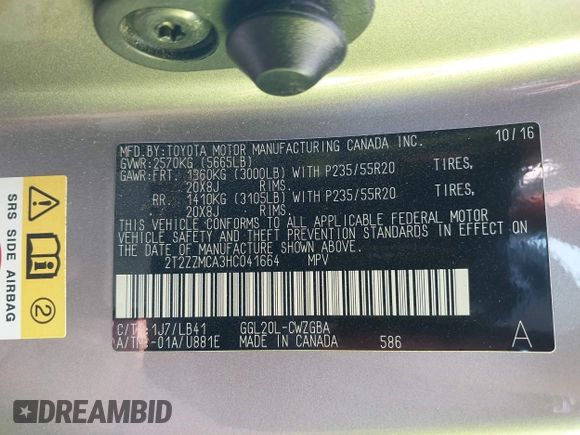 MFD.BY:TOYOTA MOTOR MANUFACTURING CANADA INC. 10/16
GVWR:2570KG (5665LB)
GAWR:FRT. 1360KG (3000LB) WITH P235/55R20 TIRES,
20X8J RIMS.
RR. 1410KG (3105LB) WITH P235/55R20 TIRES,
20X8J RIMS.
THIS VEHICLE CONFORMS TO ALL APPLICABLE FEDERAL MOTOR
VEHICLE SAFETY AND THEFT PREVENTION STANDARDS IN EFFECT ON
THE DATE OF MANUFACTURE SHOWN ABOVE.
2T2ZZMCA3HC041664 MPV
C/TR:1J7/LB41 GGL20L-CWZGBA
A/TM:-01A/U881E MADE IN CANADA 586 A
SRS SIDE AIRBAG
2
DREAMBID